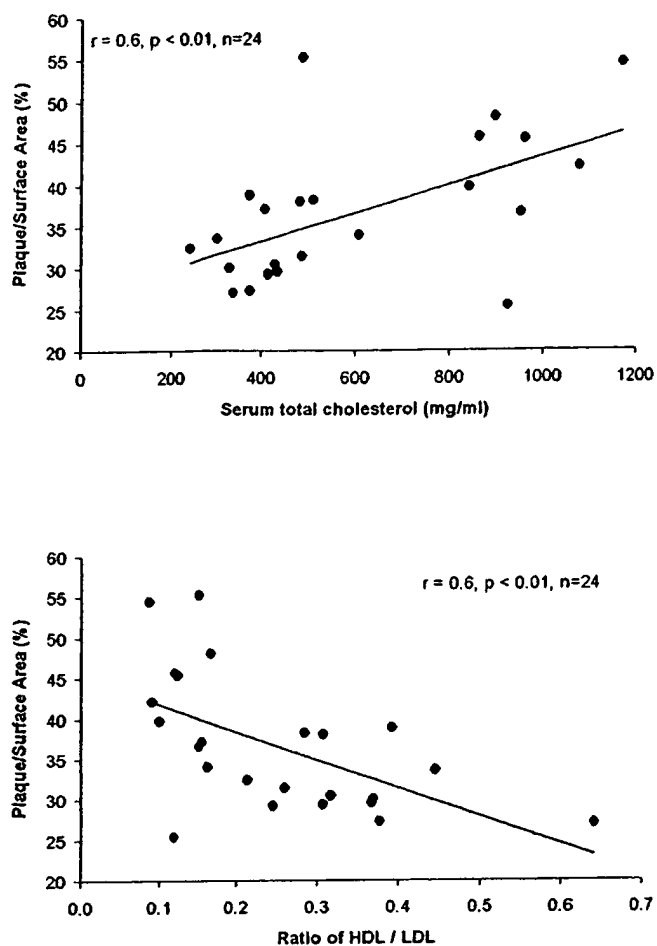 60
r = 0.6, p < 0.01, n=24
55
50
45
40
35
30
25
20
Plaque/Surface Area (%)
0 200 400 600 800 1000 1200
Serum total cholesterol (mg/ml)
60
55
r = 0.6, p < 0.01, n=24
50
45
40
35
30
25
20
Plaque/Surface Area (%)
0.0 0.1 0.2 0.3 0.4 0.5 0.6 0.7
Ratio of HDL / LDL